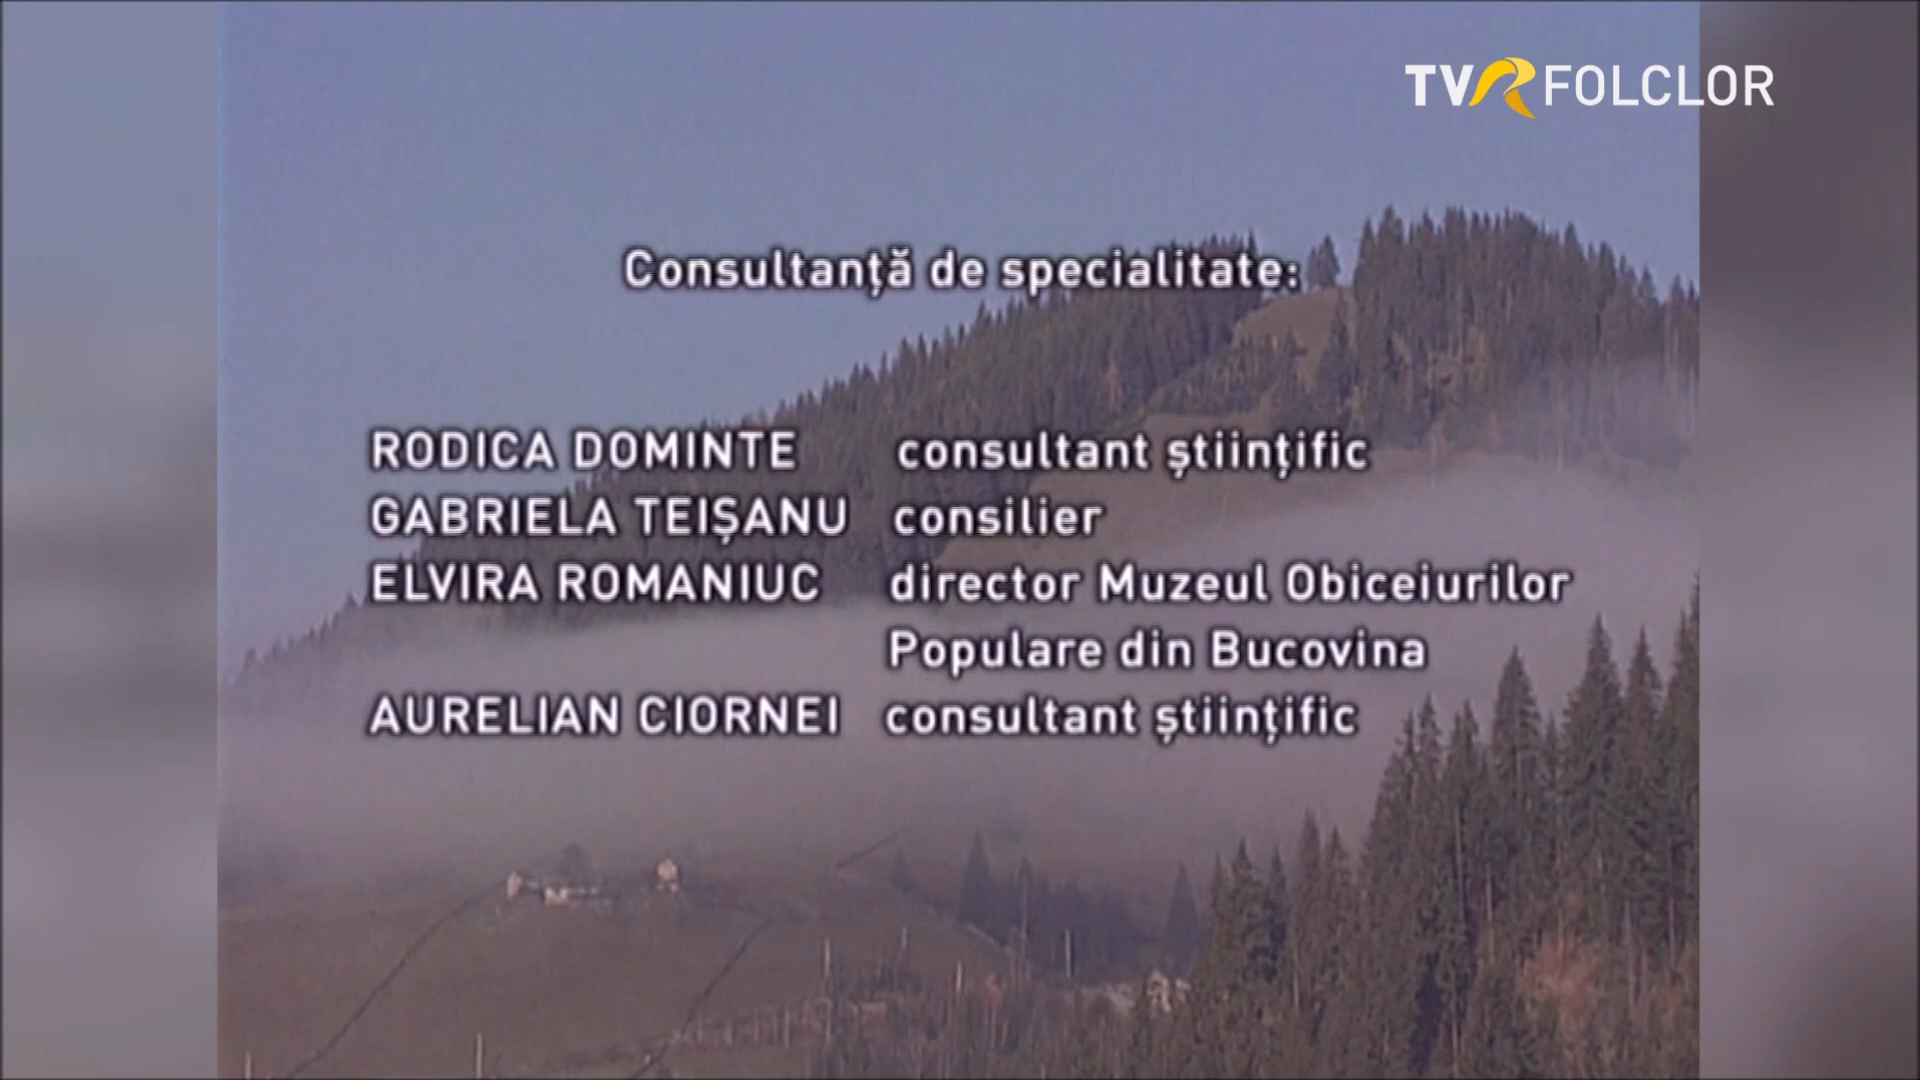 TVR FOLCLOR
Consultanță de specialitate:
RODICA DOMINTE consultant științific
GABRIELA TEIȘANU consilier
ELVIRA ROMANIUC director Muzeul Obiceiurilor
Populare din Bucovina
AURELIAN CIORNEI consultant științific